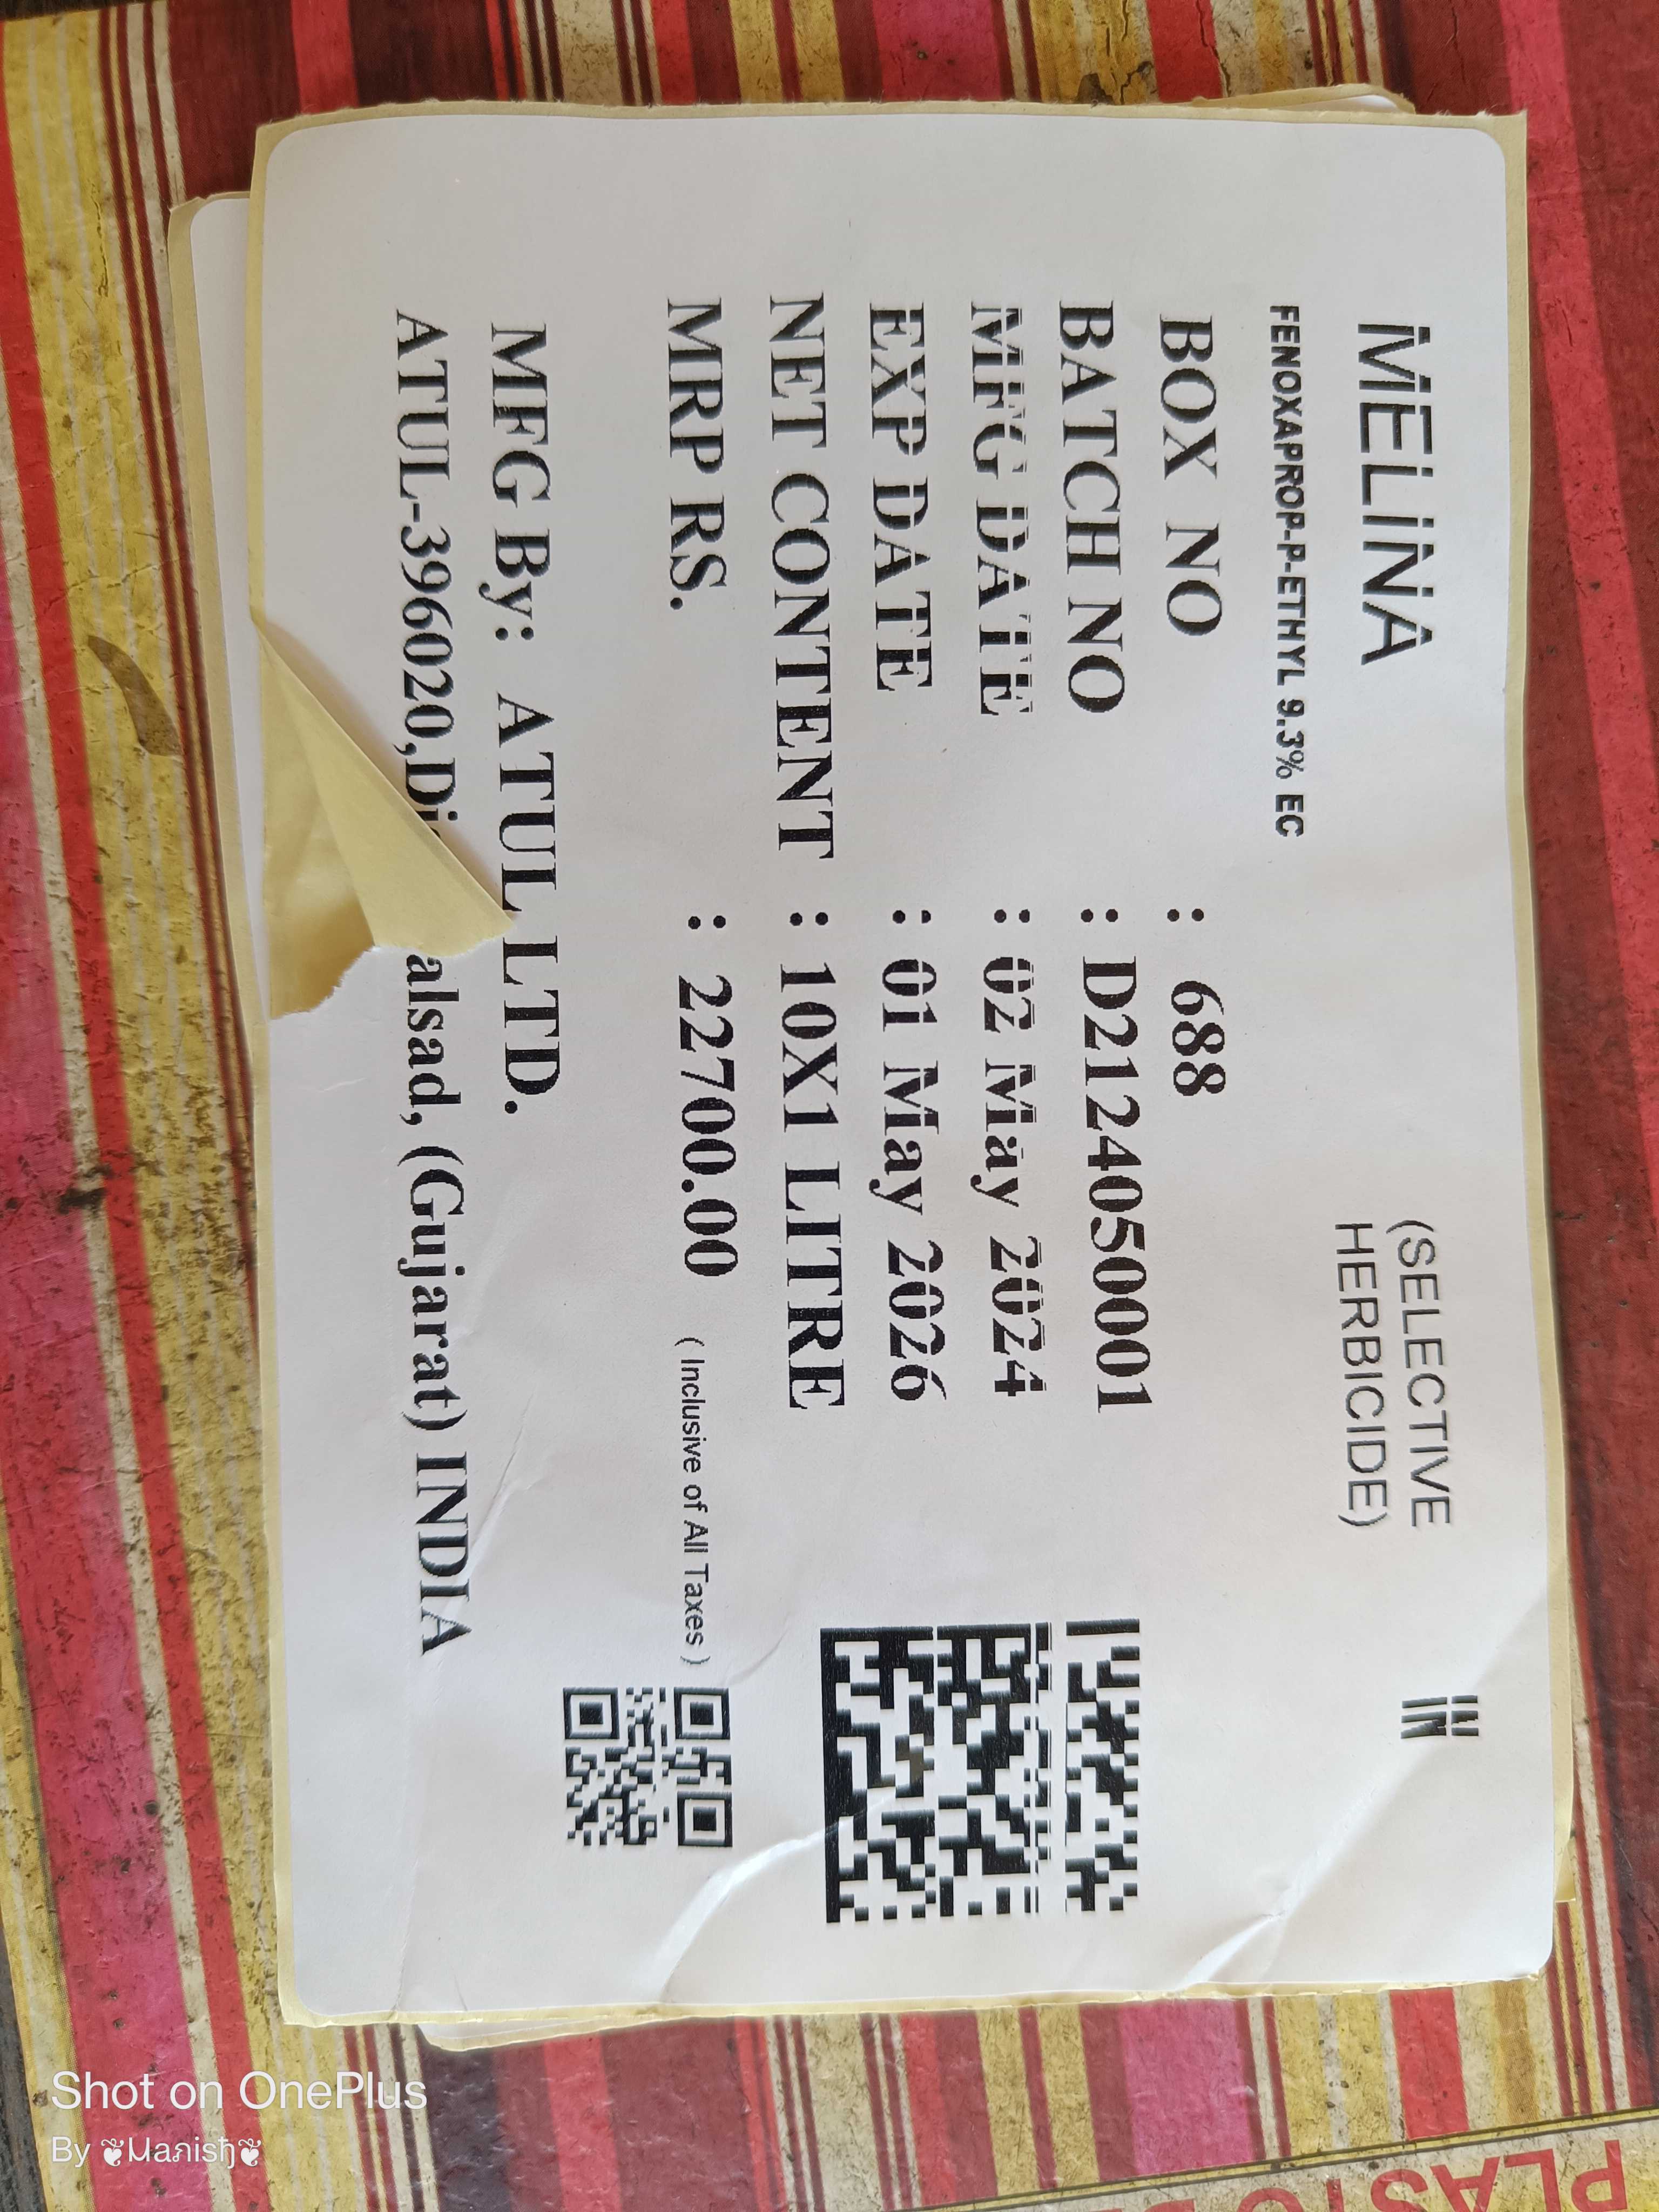 MELINA
(SELECTIVE
HERBICIDE)
IN
FENOXAPROP-P-ETHYL 9.3% EC
BOX NO : 688
BATCH NO : D2124050001
MFG DATE : 02 May 2024
EXP DATE : 01 May 2026
NET CONTENT : 10X1 LITRE
MRP RS. : 22700.00 ( Inclusive of All Taxes )
MFG By: ATUL LTD.
ATUL-396020, alsad, (Gujarat) INDIA
Shot on OnePlus
By ❦Manish❦